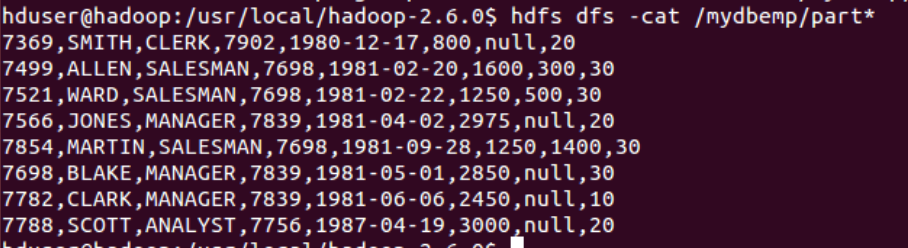 hduser@hadoop:/usr/local/hadoop-2.6.0$ hdfs dfs -cat /mydbemp/part*
7369,SMITH,CLERK,7902,1980-12-17,800,null,20
7499,ALLEN,SALESMAN,7698,1981-02-20,1600,300,30
7521,WARD,SALESMAN,7698,1981-02-22,1250,500,30
7566,JONES,MANAGER,7839,1981-04-02,2975,null,20
7854,MARTIN,SALESMAN,7698,1981-09-28,1250,1400,30
7698,BLAKE,MANAGER,7839,1981-05-01,2850,null,30
7782,CLARK,MANAGER,7839,1981-06-06,2450,null,10
7788,SCOTT,ANALYST,7756,1987-04-19,3000,null,20
hduser@hadoop:/usr/local/hadoop-2.6.0$